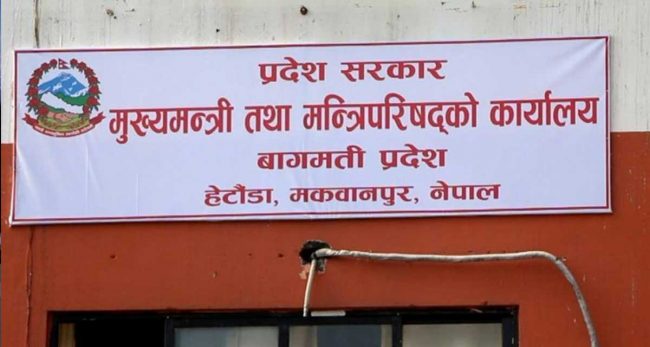 प्रदेश सरकार
मुख्यमन्त्री तथा मन्त्रिपरिषद्को कार्यालय
बागमती प्रदेश
हेटौंडा, मकवानपुर, नेपाल